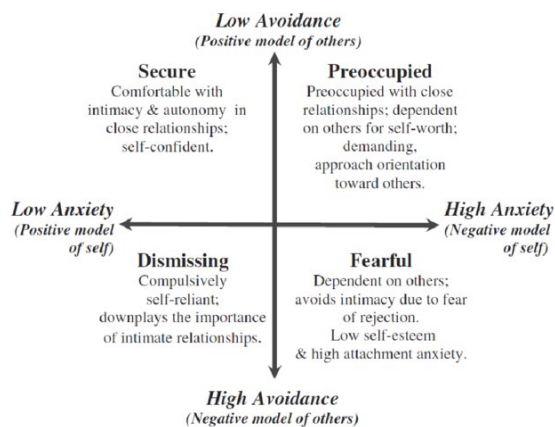 Low Avoidance
(Positive model of others)
Secure
Comfortable with
intimacy & autonomy in
close relationships;
self-confident.
Preoccupied
Preoccupied with close
relationships; dependent
on others for self-worth;
demanding,
approach orientation
toward others.
Low Anxiety
(Positive model
of self)
High Anxiety
(Negative model
of self)
Dismissing
Compulsively
self-reliant;
downplays the importance
of intimate relationships.
Fearful
Dependent on others;
avoids intimacy due to fear
of rejection.
Low self-esteem
& high attachment anxiety.
High Avoidance
(Negative model of others)